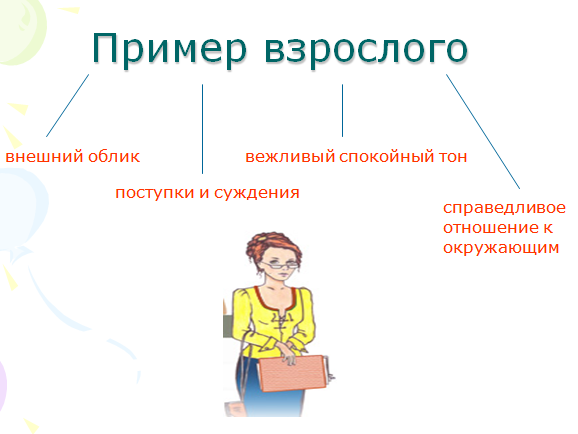 Пример взрослого
внешний облик
вежливый спокойный тон
поступки и суждения
справедливое
отношение к
окружающим